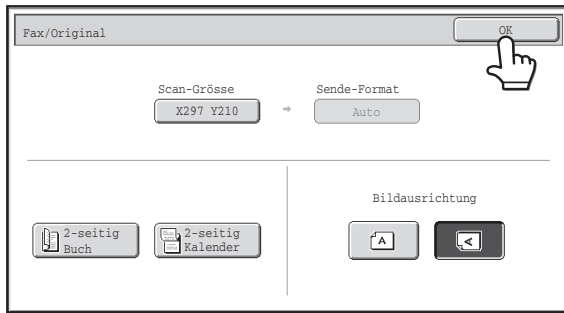 Fax/Original
OK
Scan-Grösse
Sende-Format
X297 Y210
Auto
Bildausrichtung
2-seitig
Buch
2-seitig
Kalender
A
A